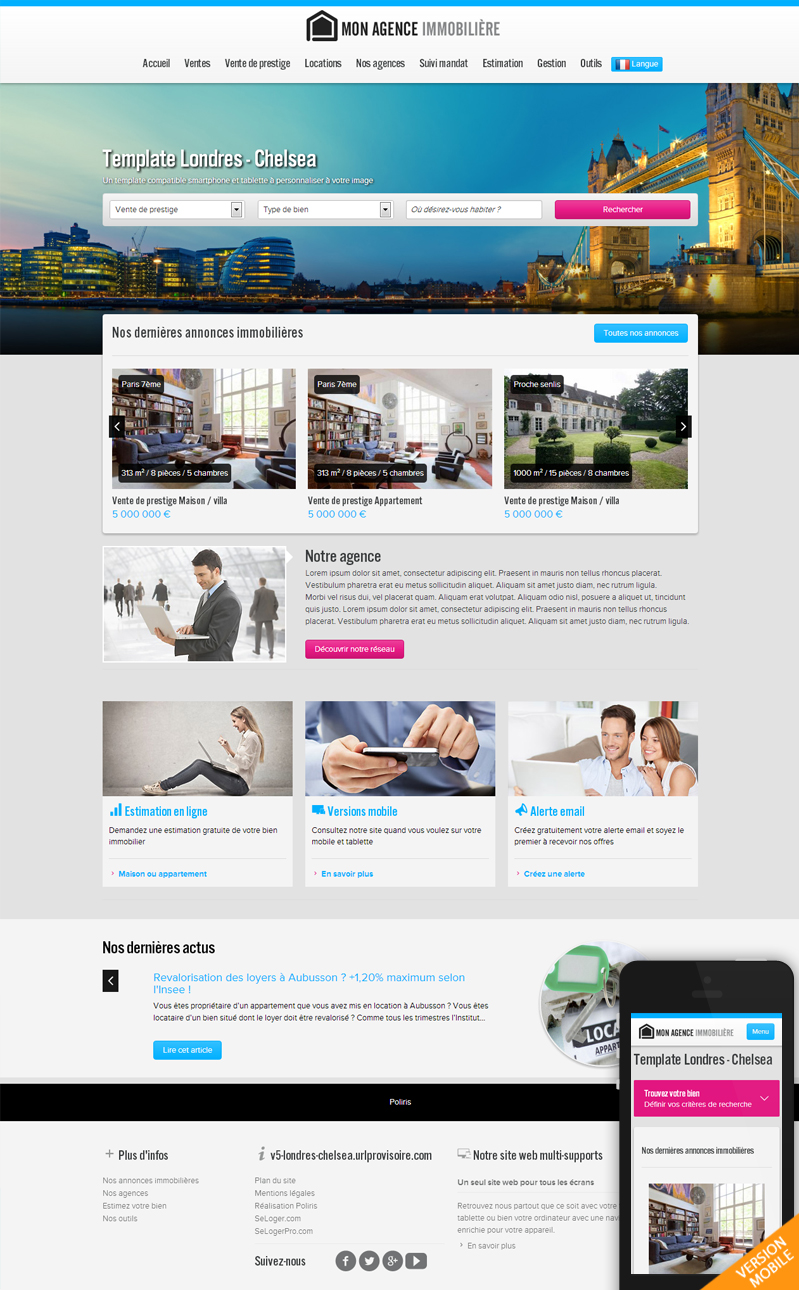 MON AGENCE IMMOBILIÈRE
Accueil Ventes Vente de prestige Locations Nos agences Suivi mandat Estimation Gestion Outils Langue
Template Londres - Chelsea
Un template compatible smartphone et tablette à personnaliser à votre image
Vente de prestige Type de bien Où désirez-vous habiter ? Rechercher
Nos dernières annonces immobilières
Toutes nos annonces
Paris 7ème Paris 7ème Proche senlis
313 m² / 8 pièces / 5 chambres 313 m² / 8 pièces / 5 chambres 1000 m² / 15 pièces / 8 chambres
Vente de prestige Maison / villa Vente de prestige Appartement Vente de prestige Maison / villa
5 000 000 € 5 000 000 € 5 000 000 €
Notre agence
Lorem ipsum dolor sit amet, consectetur adipiscing elit. Praesent in mauris non tellus rhoncus placerat.
Vestibulum pharetra erat eu metus sollicitudin aliquet. Aliquam sit amet justo diam, nec rutrum ligula.
Morbi vel risus dui, vel placerat quam. Aliquam erat volutpat. Aliquam odio nisl, posuere a aliquet ut, tincidunt
quis justo. Lorem ipsum dolor sit amet, consectetur adipiscing elit. Praesent in mauris non tellus rhoncus
placerat. Vestibulum pharetra erat eu metus sollicitudin aliquet. Aliquam sit amet justo diam, nec rutrum ligula.
Découvrir notre réseau
Estimation en ligne
Demandez une estimation gratuite de votre bien
immobilier
Maison ou appartement
Versions mobile
Consultez notre site quand vous voulez sur votre
mobile et tablette
En savoir plus
Alerte email
Créez gratuitement votre alerte email et soyez le
premier à recevoir nos offres
Créez une alerte
Nos dernières actus
Revalorisation des loyers à Aubusson ? +1,20% maximum selon
l'Insee !
Vous êtes propriétaire d'un appartement que vous avez mis en location à Aubusson ? Vous êtes
locataire d'un bien situé dont le loyer doit être revalorisé ? Comme tous les trimestres l'Institut...
Lire cet article
LOCA
APPART
Poliris
Plus d'infos
Nos annonces immobilières
Nos agences
Estimez votre bien
Nos outils
v5-londres-chelsea.urlprovisoire.com
Plan du site
Mentions légales
Réalisation Poliris
SeLoger.com
SeLogerPro.com
Suivez-nous
Notre site web multi-supports
Un seul site web pour tous les écrans
Retrouvez nous partout que ce soit avec votre
tablette ou bien votre ordinateur avec une nav
enrichie pour votre appareil.
En savoir plus
MON AGENCE IMMOBILIÈRE Menu
Template Londres - Chelsea
Trouvez votre bien
Définir vos critères de recherche
Nos dernières annonces immobilières
VERSION
MOBILE